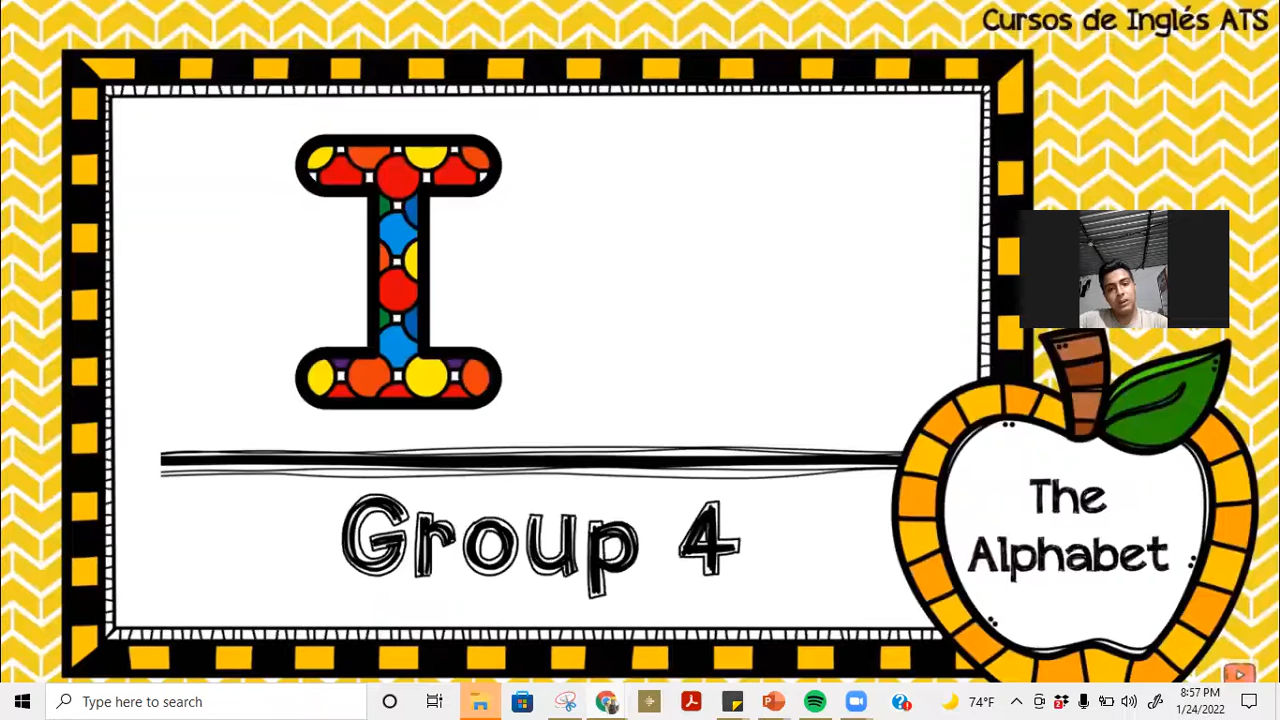 Cursos de Inglés ATS
I
Group 4
The
Alphabet
Type here to search
74°F
8:57 PM
1/24/2022